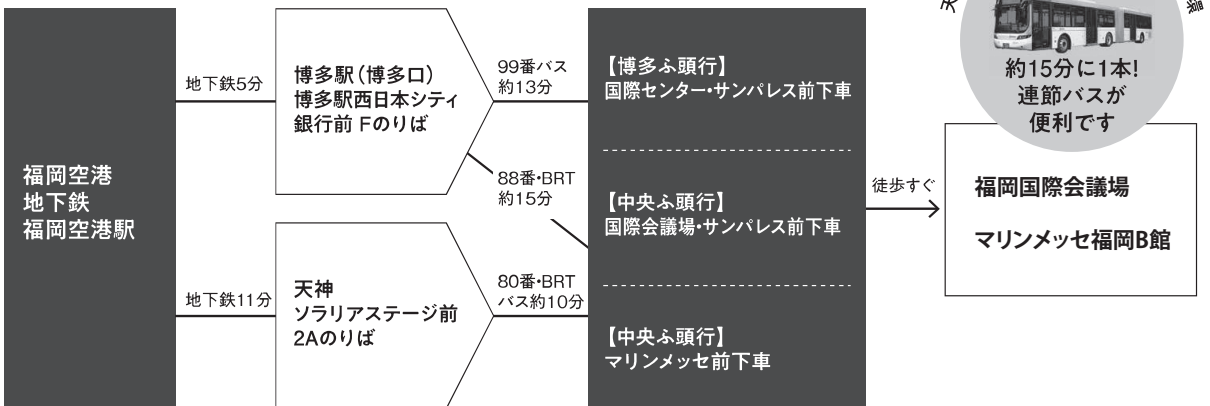 福岡空港
地下鉄
福岡空港駅
地下鉄5分
博多駅（博多口）
博多駅西日本シティ
銀行前 Fのりば
99番バス
約13分
88番・BRT
約15分
地下鉄11分
天神
ソラリアステージ前
2Aのりば
80番・BRT
バス約10分
【博多ふ頭行】
国際センター・サンパレス前下車
【中央ふ頭行】
国際会議場・サンパレス前下車
【中央ふ頭行】
マリンメッセ前下車
徒歩すぐ
約15分に1本!
連節バスが
便利です
福岡国際会議場
マリンメッセ福岡B館